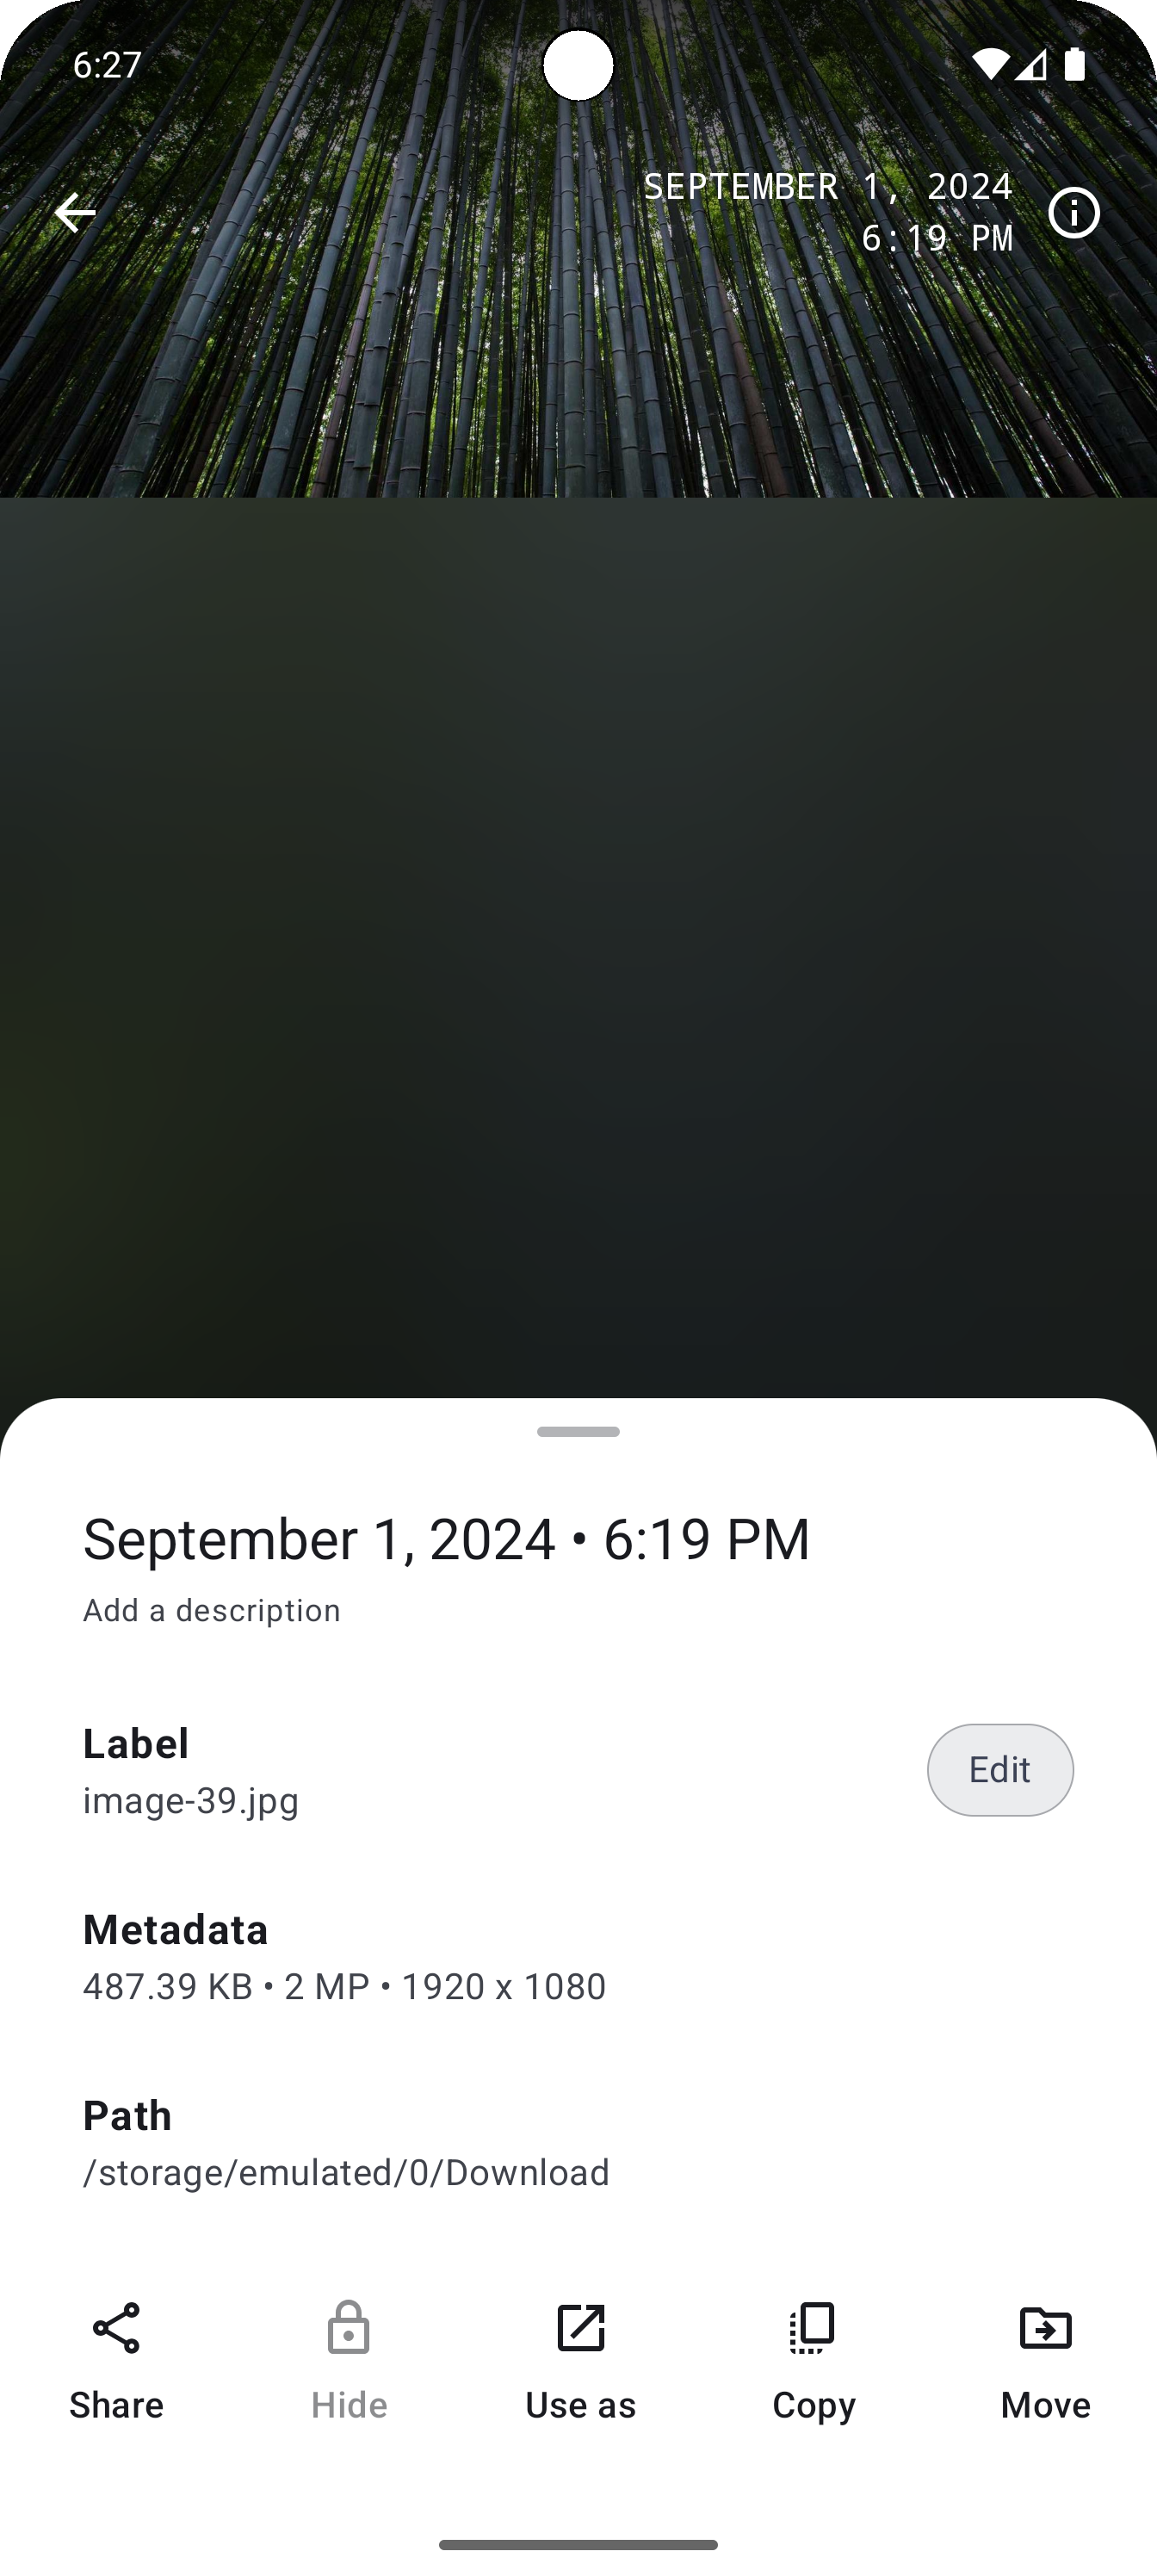 6:27
SEPTEMBER 1, 2024
6:19 PM
September 1, 2024 • 6:19 PM
Add a description
Label
image-39.jpg
Edit
Metadata
487.39 KB • 2 MP • 1920 x 1080
Path
/storage/emulated/0/Download
Share
Hide
Use as
Copy
Move